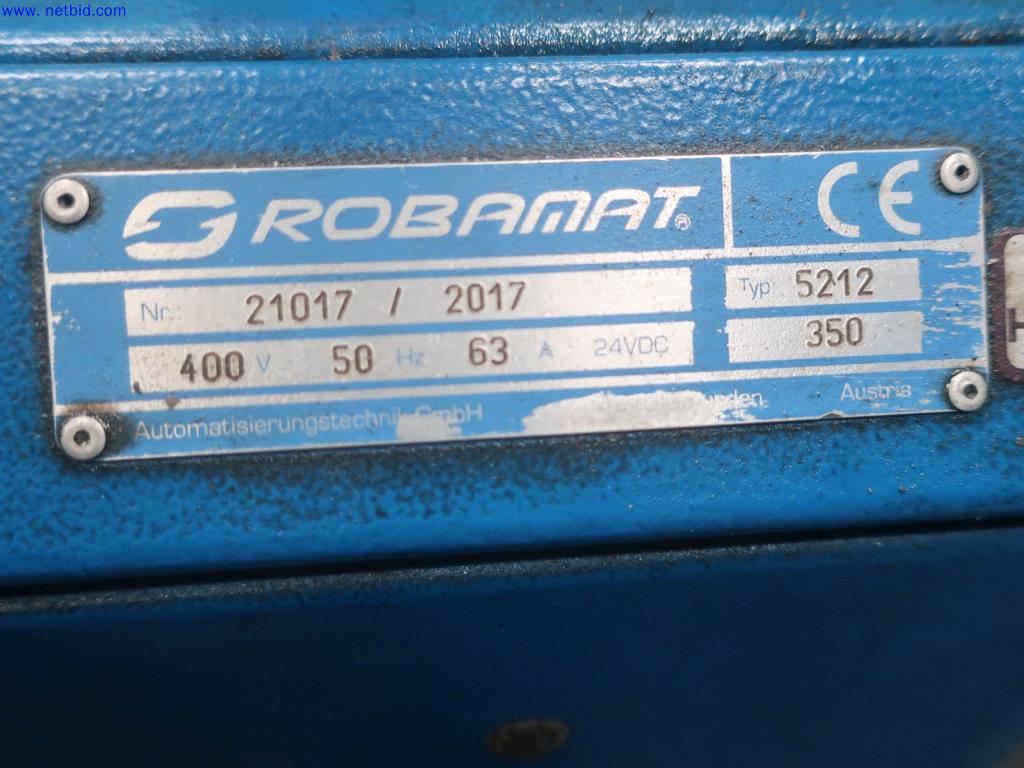 www.netbid.com
ROBAMAT® CE
Nr.: 21017 / 2017 Typ 5212
400 V 50 Hz 63 A 24VDC 350
Automatisierungstechnik GmbH Austria